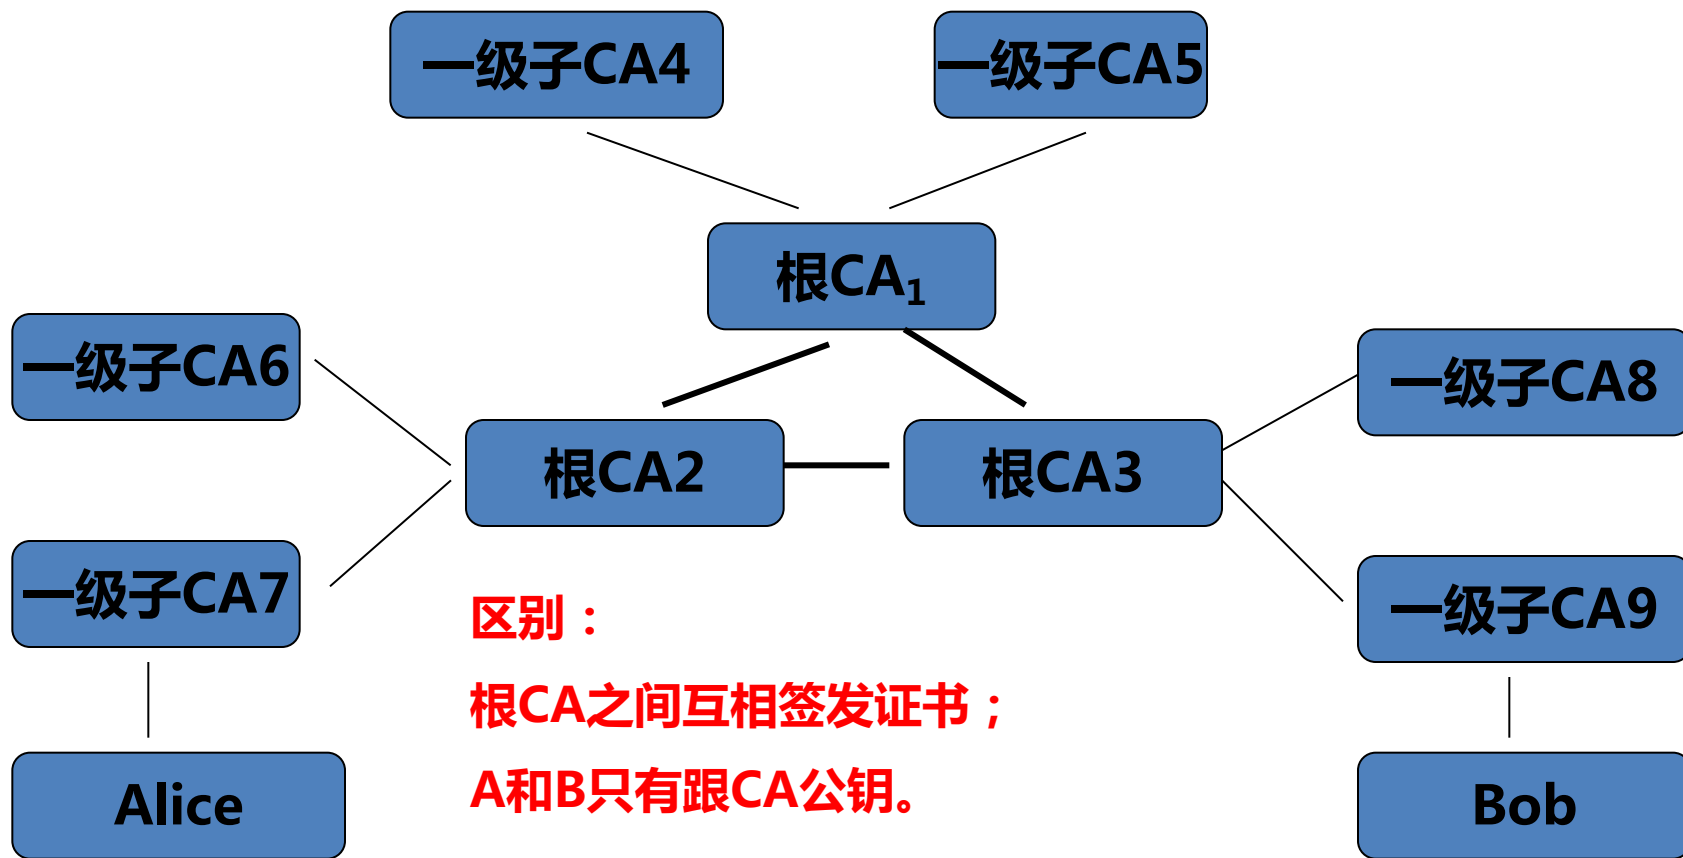 一级子CA4
一级子CA5
根CA₁
一级子CA6
一级子CA8
根CA2
根CA3
一级子CA7
一级子CA9
区别：
根CA之间互相签发证书；
A和B只有跟CA公钥。
Alice
Bob